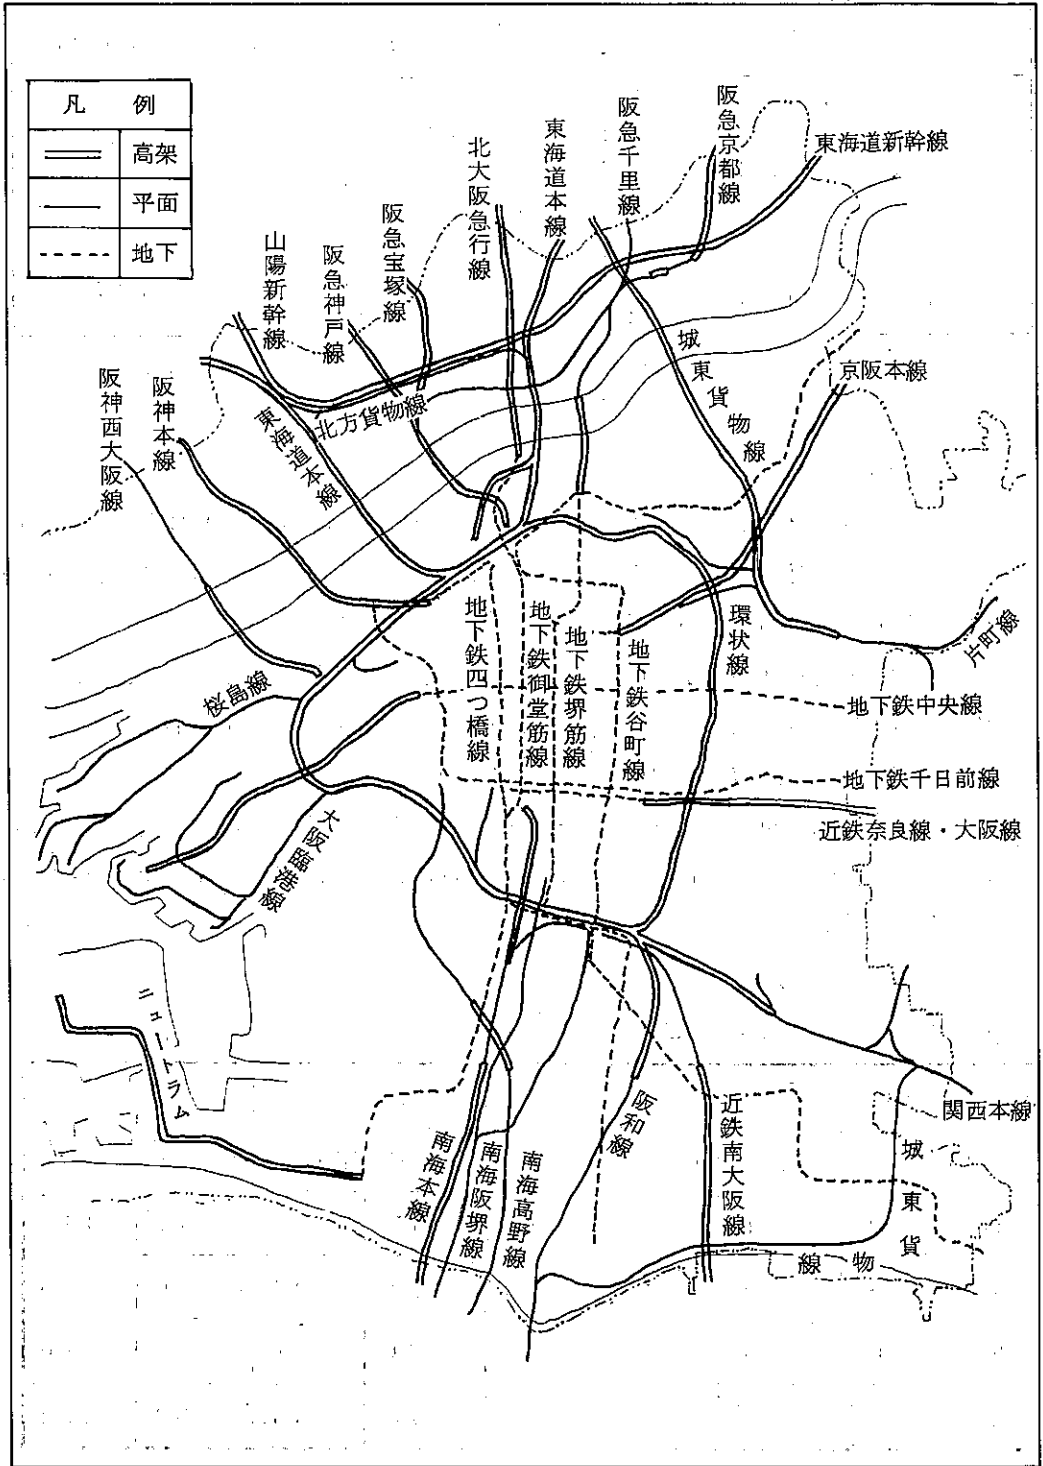 凡 例
高架
平面
地下
阪急京都線
阪急千里線
東海道本線
北大阪急行線
東海道新幹線
阪急宝塚線
山陽新幹線
阪急神戸線
阪神本線
阪神西大阪線
東海道本線
北方貨物線
城東貨物線
京阪本線
片町線
環状線
地下鉄四つ橋線
地下鉄御堂筋線
地下鉄堺筋線
地下鉄谷町線
桜島線
地下鉄中央線
地下鉄千日前線
近鉄奈良線・大阪線
大阪臨港線
ニュートラム
関西本線
阪和線
近鉄南大阪線
南海本線
南海阪堺線
南海高野線
城東貨物線